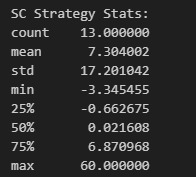 SC Strategy Stats:
count 13.000000
mean 7.304002
std 17.201042
min -3.345455
25% -0.662675
50% 0.021608
75% 6.870968
max 60.000000